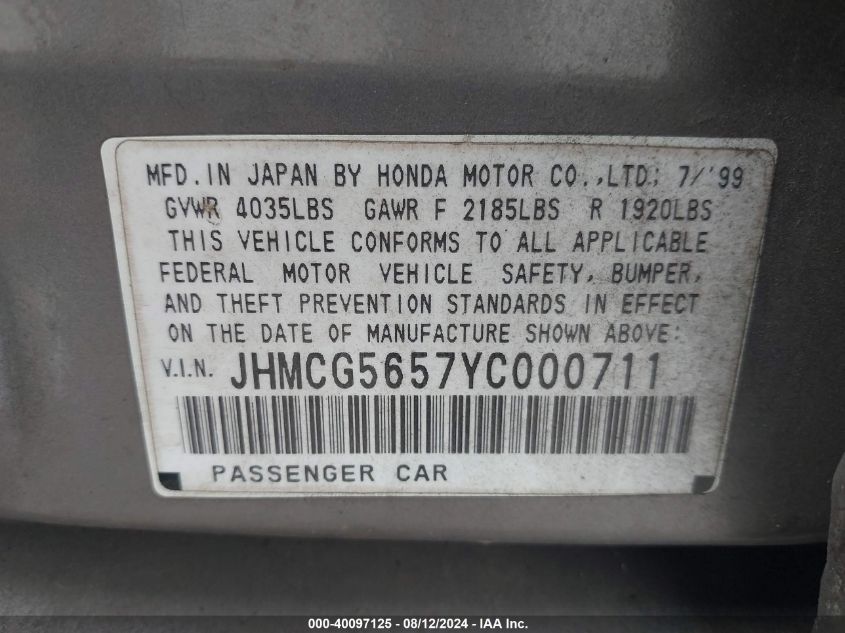 MFD. IN JAPAN BY HONDA MOTOR CO.,LTD; 7/'99
GVWR 4035LBS GAWR F 2185LBS R 1920LBS
THIS VEHICLE CONFORMS TO ALL APPLICABLE
FEDERAL MOTOR VEHICLE SAFETY, BUMPER,
AND THEFT PREVENTION STANDARDS IN EFFECT
ON THE DATE OF MANUFACTURE SHOWN ABOVE:
V.I.N. JHMCG5657YC000711
PASSENGER CAR
000-40097125 - 08/12/2024 - IAA Inc.